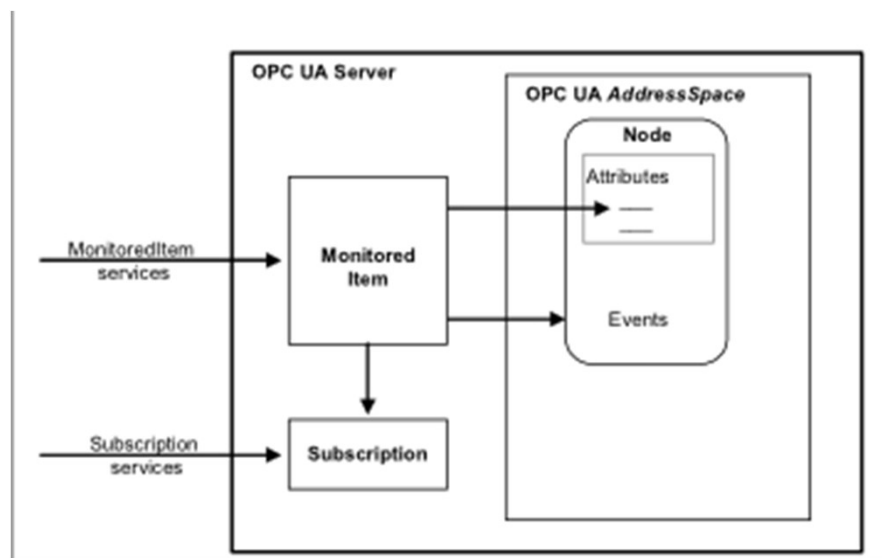 OPC UA Server
OPC UA AddressSpace
Node
Attributes
MonitoredItem
services
Monitored
Item
Events
Subscription
services
Subscription